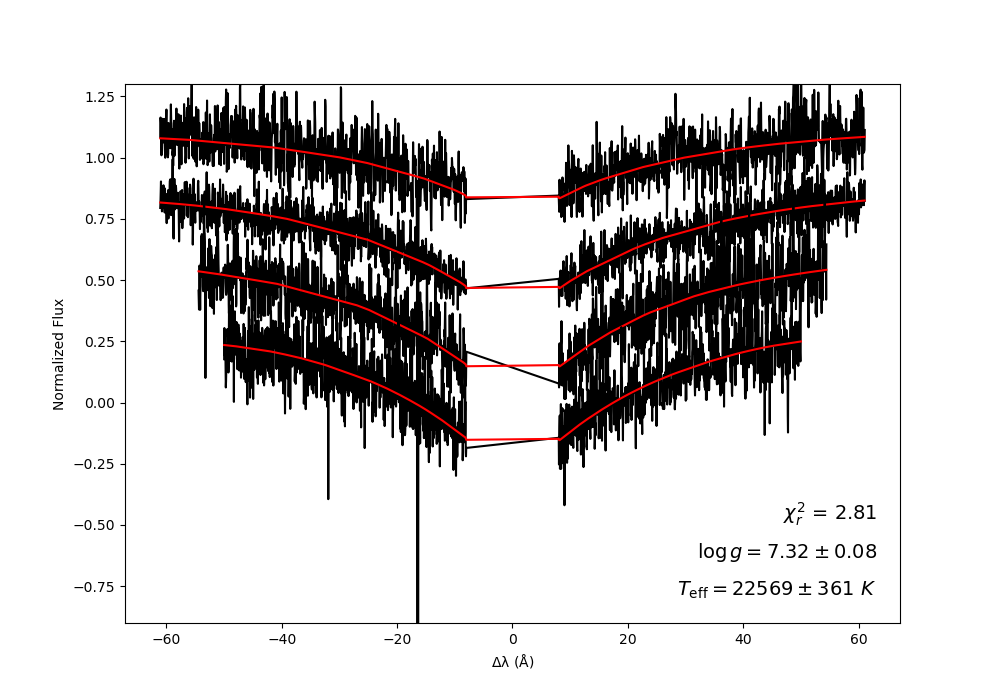 1.25
1.00
0.75
0.50
0.25
0.00
−0.25
−0.50
−0.75
Normalized Flux
χ²ᵣ = 2.81
log g = 7.32 ± 0.08
T_eff = 22569 ± 361 K
−60 −40 −20 0 20 40 60
Δλ (Å)